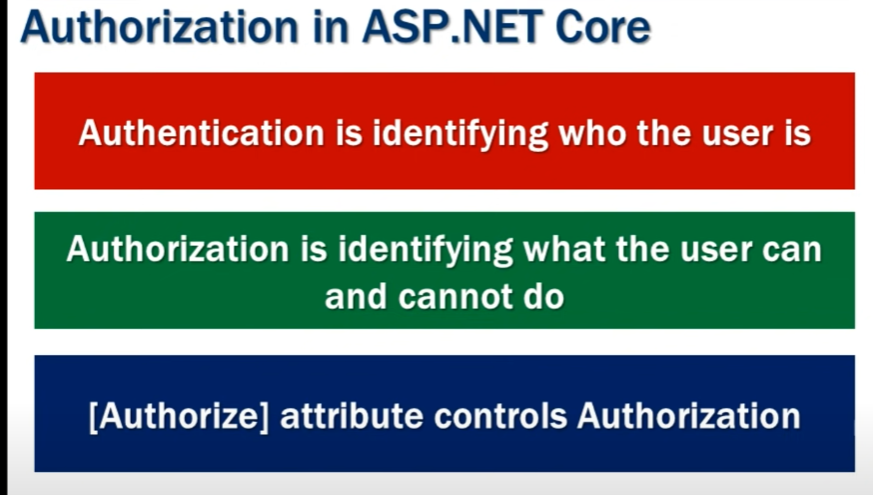 Authorization in ASP.NET Core
Authentication is identifying who the user is
Authorization is identifying what the user can
and cannot do
[Authorize] attribute controls Authorization